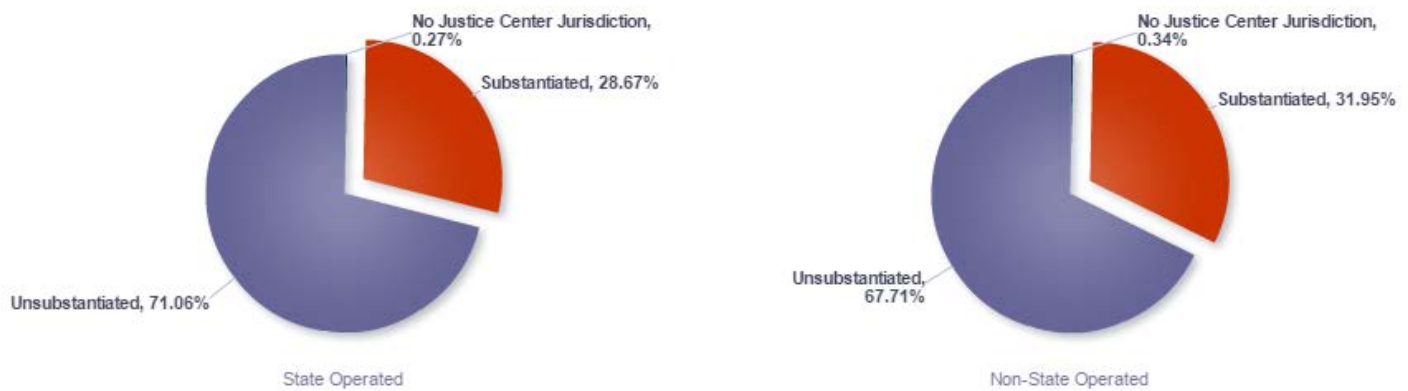 No Justice Center Jurisdiction,
0.27%
Substantiated, 28.67%
Unsubstantiated, 71.06%
State Operated
No Justice Center Jurisdiction,
0.34%
Substantiated, 31.95%
Unsubstantiated,
67.71%
Non-State Operated